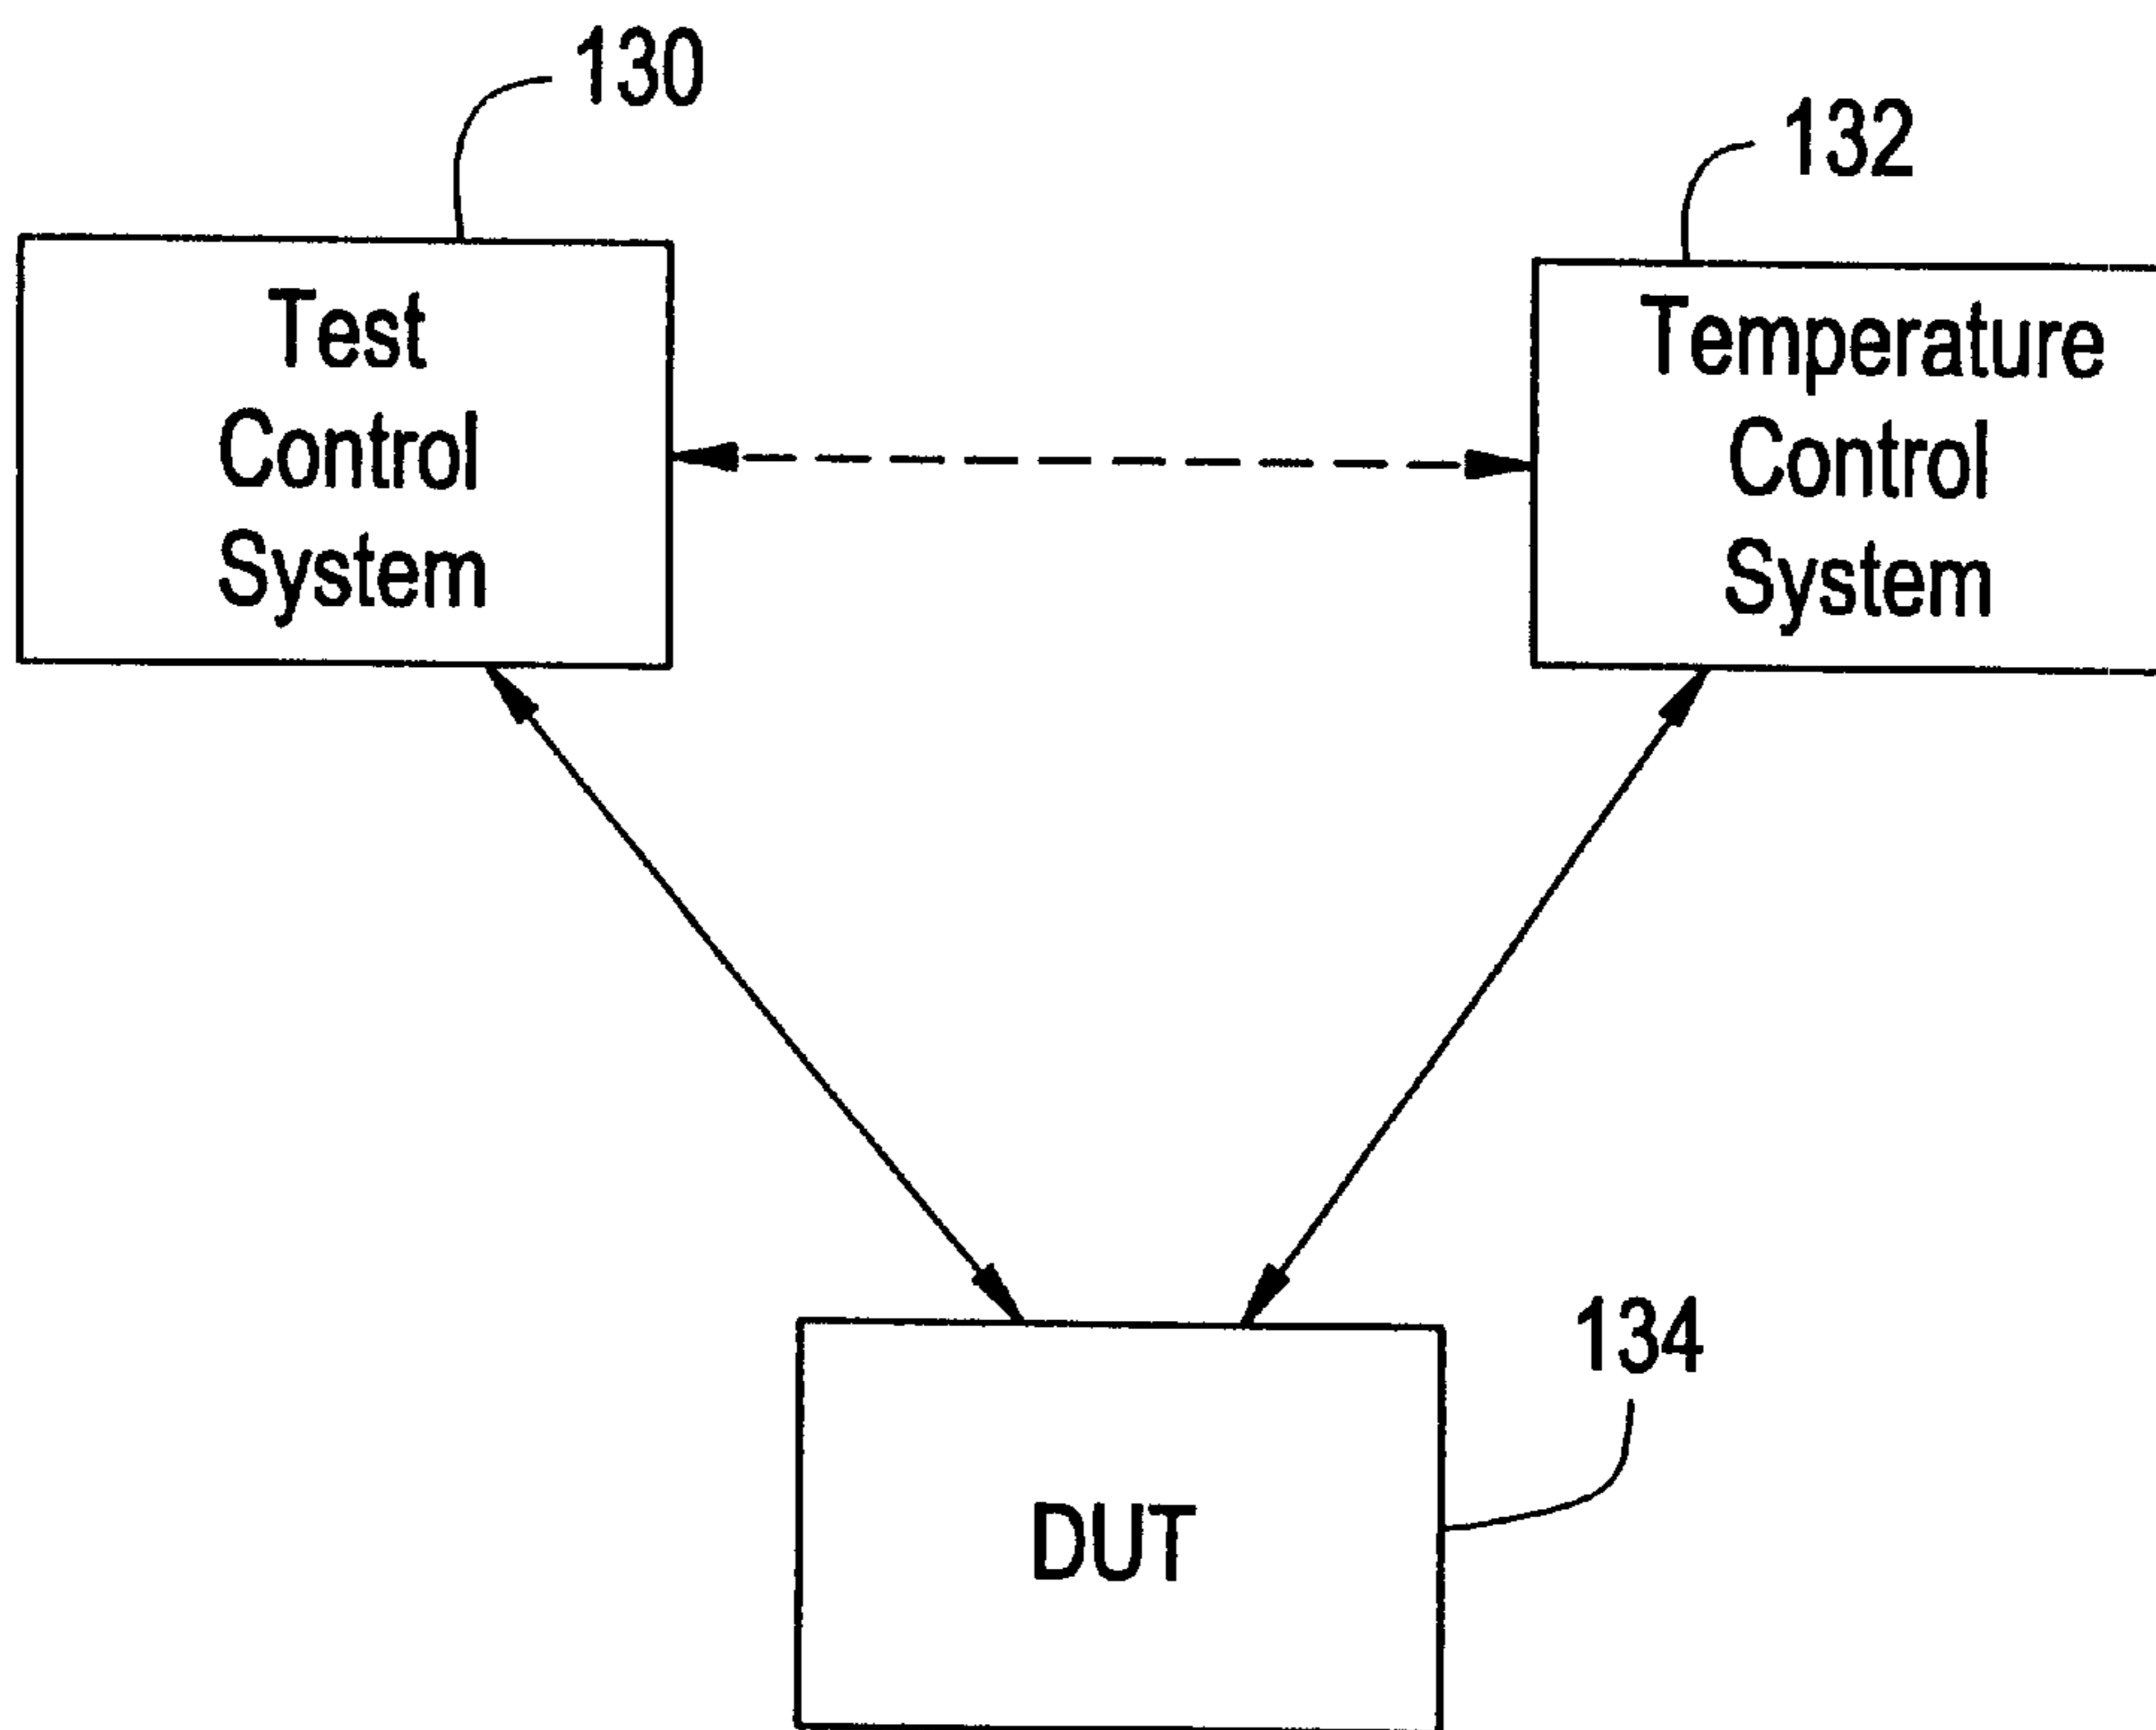 130
132
Test
Control
System
Temperature
Control
System
134
DUT